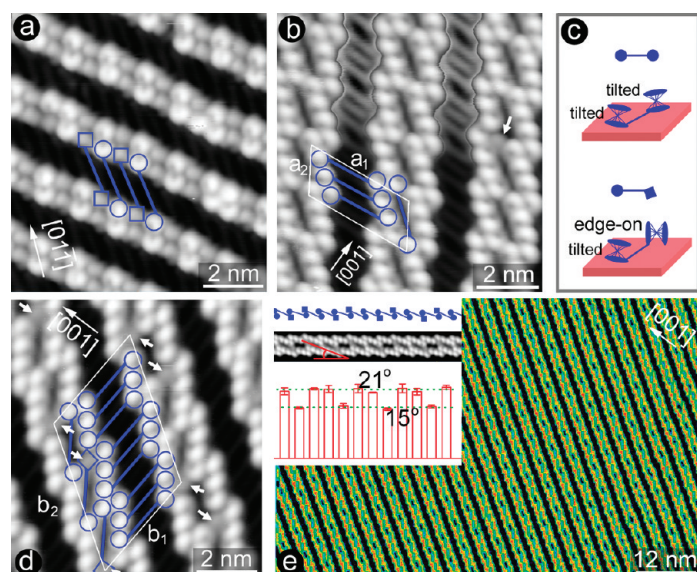 a
[011]
2 nm
b
a1
a2
[001]
2 nm
c
tilted
tilted
edge-on
tilted
d
[001]
b2
b1
2 nm
e
21°
15°
[001]
12 nm